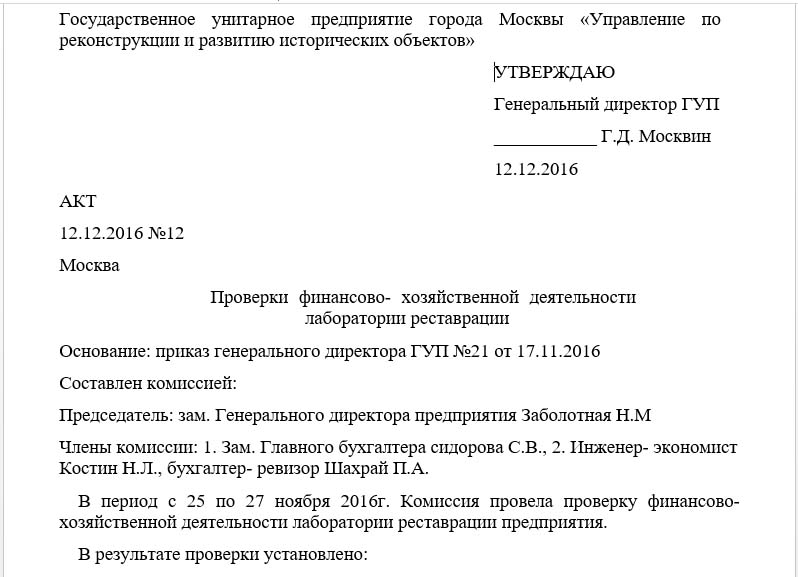 Государственное унитарное предприятие города Москвы «Управление по
реконструкции и развитию исторических объектов»
УТВЕРЖДАЮ
Генеральный директор ГУП
___________ Г.Д. Москвин
12.12.2016
АКТ
12.12.2016 №12
Москва
Проверки финансово- хозяйственной деятельности
лаборатории реставрации
Основание: приказ генерального директора ГУП №21 от 17.11.2016
Составлен комиссией:
Председатель: зам. Генерального директора предприятия Заболотная Н.М
Члены комиссии: 1. Зам. Главного бухгалтера сидорова С.В., 2. Инженер- экономист
Костин Н.Л., бухгалтер- ревизор Шахрай П.А.
В период с 25 по 27 ноября 2016г. Комиссия провела проверку финансово-
хозяйственной деятельности лаборатории реставрации предприятия.
В результате проверки установлено: